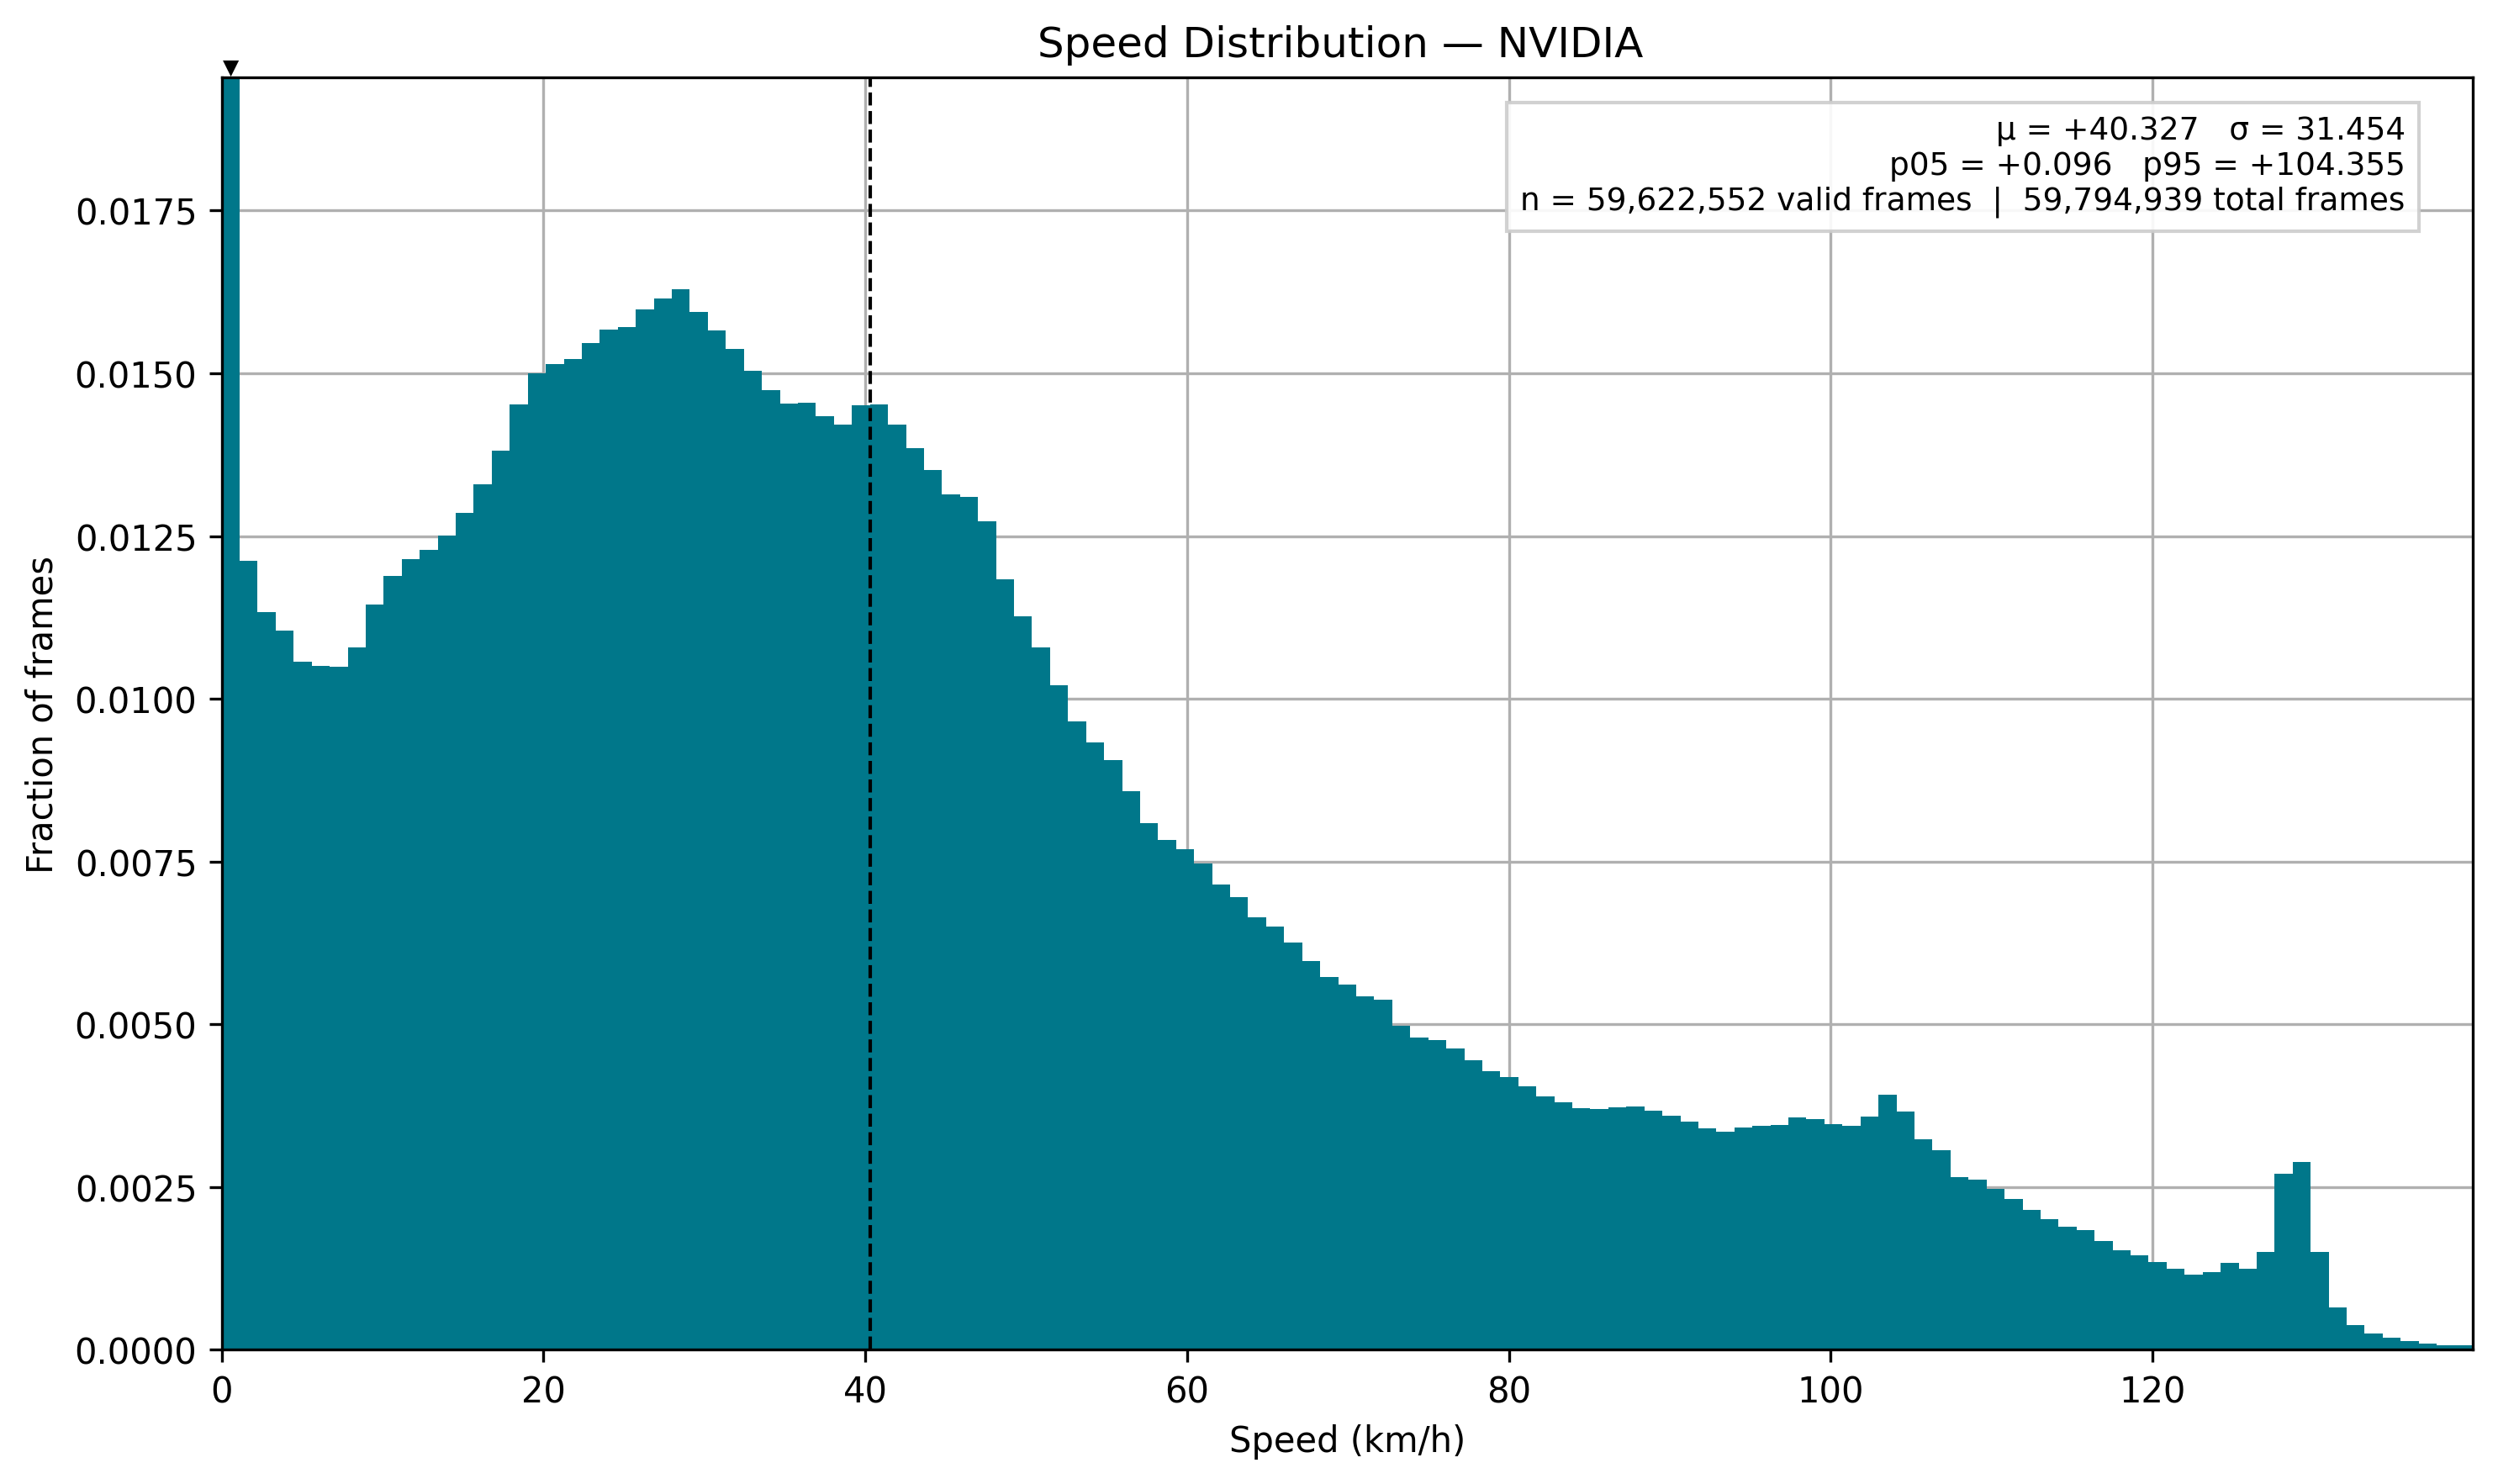 Speed Distribution — NVIDIA
μ = +40.327   σ = 31.454
p05 = +0.096   p95 = +104.355
n = 59,622,552 valid frames  |  59,794,939 total frames
Fraction of frames
0.0175
0.0150
0.0125
0.0100
0.0075
0.0050
0.0025
0.0000
0
20
40
60
80
100
120
Speed (km/h)